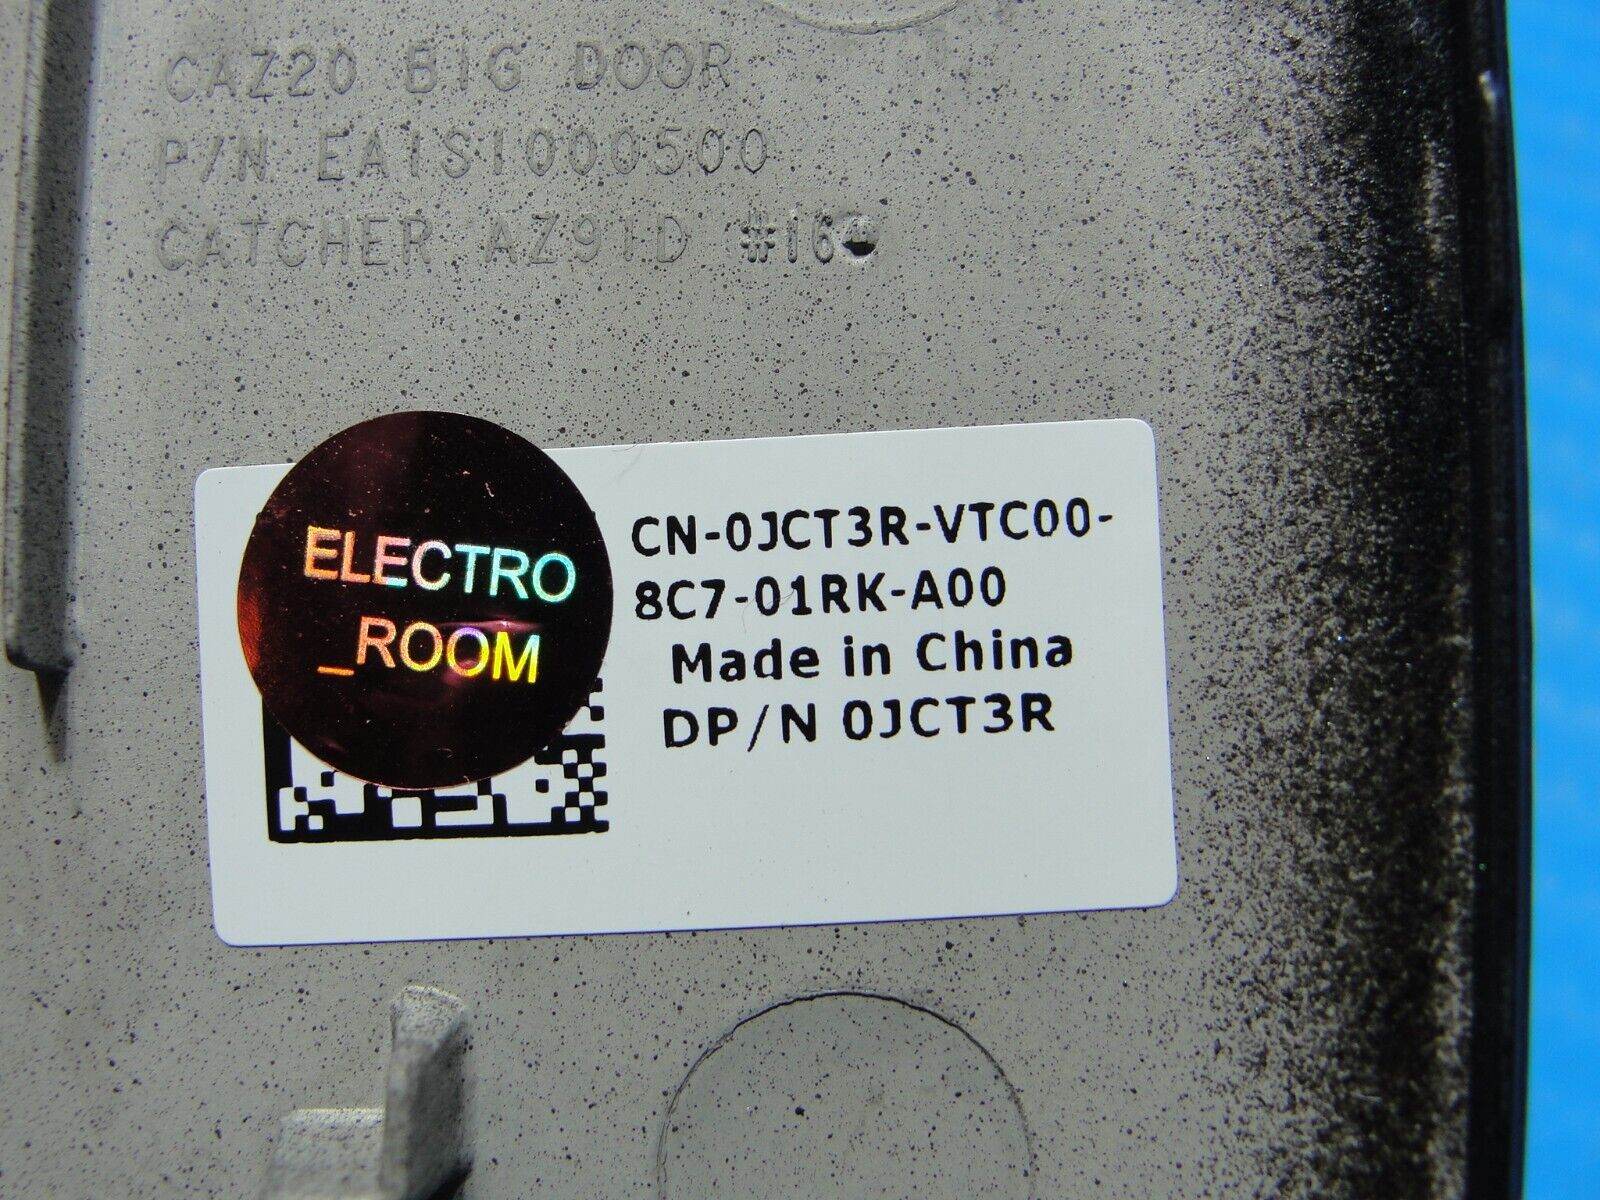 CAZ20 BIG DOOR
P/N EA1S1000500
CATCHER AZ91D #16
ELECTRO
_ROOM
CN-0JCT3R-VTC00-
8C7-01RK-A00
Made in China
DP/N 0JCT3R